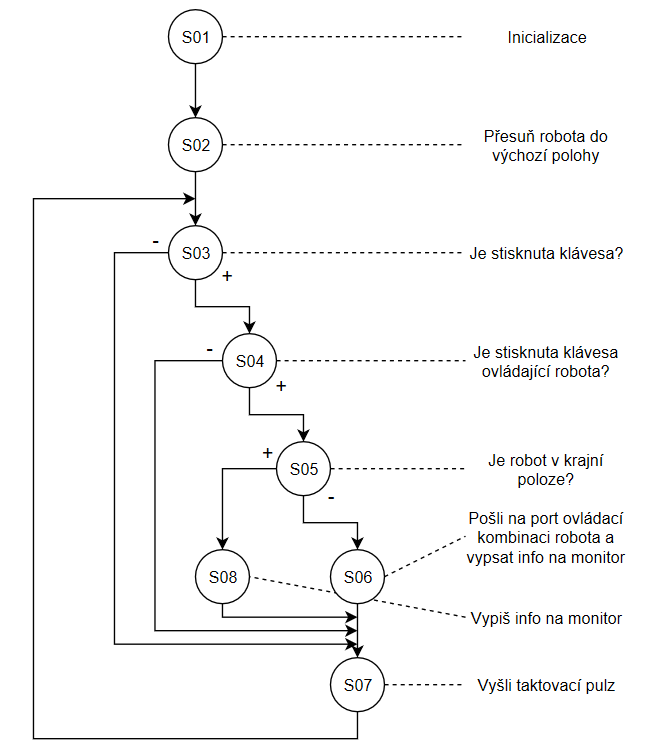 S01
Inicializace
S02
Přesuň robota do
výchozí polohy
-
S03
Je stisknuta klávesa?
+
-
S04
Je stisknuta klávesa
ovládající robota?
+
+
S05
Je robot v krajní
poloze?
-
Pošli na port ovládací
kombinaci robota a
vypsat info na monitor
S08
S06
Vypiš info na monitor
S07
Vyšli taktovací pulz